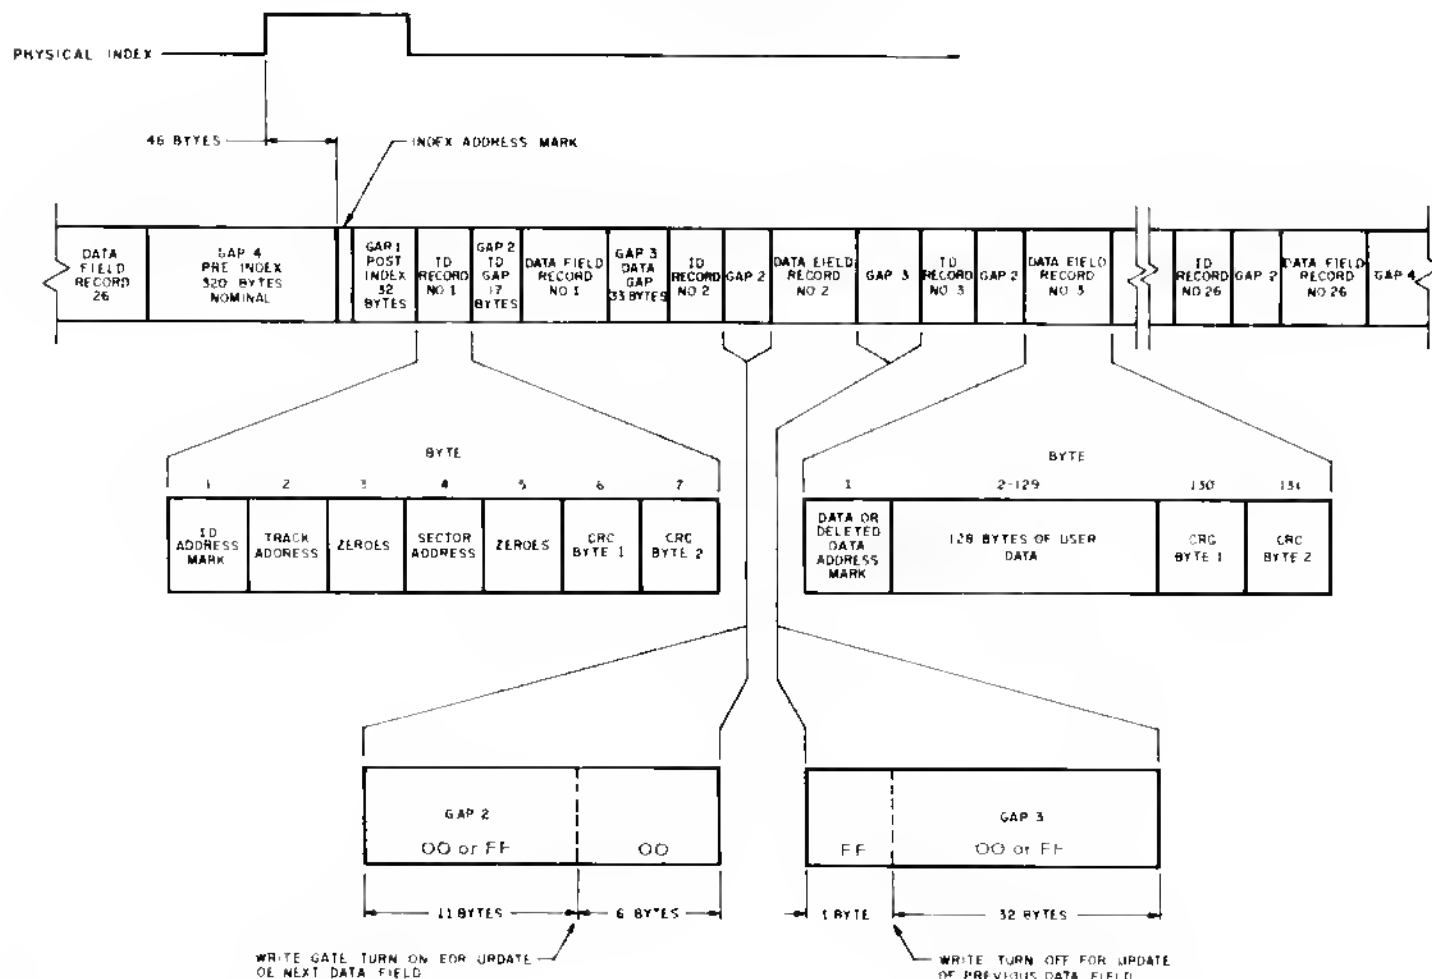 PHYSICAL INDEX
46 BYTES
INDEX ADDRESS MARK
DATA
FIELD
RECORD
26
GAP 4
PRE INDEX
320 BYTES
NOMINAL
GAP 1
POST
INDEX
32
BYTES
ID
RECORD
NO 1
GAP 2
ID
GAP
17
BYTES
DATA FIELD
RECORD
NO 1
GAP 3
DATA
GAP
33 BYTES
ID
RECORD
NO 2
GAP 2
DATA FIELD
RECORD
NO 2
GAP 3
ID
RECORD
NO 3
GAP 2
DATA FIELD
RECORD
NO 3
ID
RECORD
NO 26
GAP 2
DATA FIELD
RECORD
NO 26
GAP 4
BYTE
1 2 3 4 5 6 7
ID
ADDRESS
MARK
TRACK
ADDRESS
ZEROES
SECTOR
ADDRESS
ZEROES
CRC
BYTE 1
CRC
BYTE 2
BYTE
1 2-129 130 131
DATA OR
DELETED
DATA
ADDRESS
MARK
128 BYTES OF USER
DATA
CRC
BYTE 1
CRC
BYTE 2
GAP 2
00 or FF
00
11 BYTES
6 BYTES
WRITE GATE TURN ON FOR UPDATE
OF NEXT DATA FIELD
GAP 3
FF
00 or FF
1 BYTE
32 BYTES
WRITE TURN OFF FOR UPDATE
OF PREVIOUS DATA FIELD